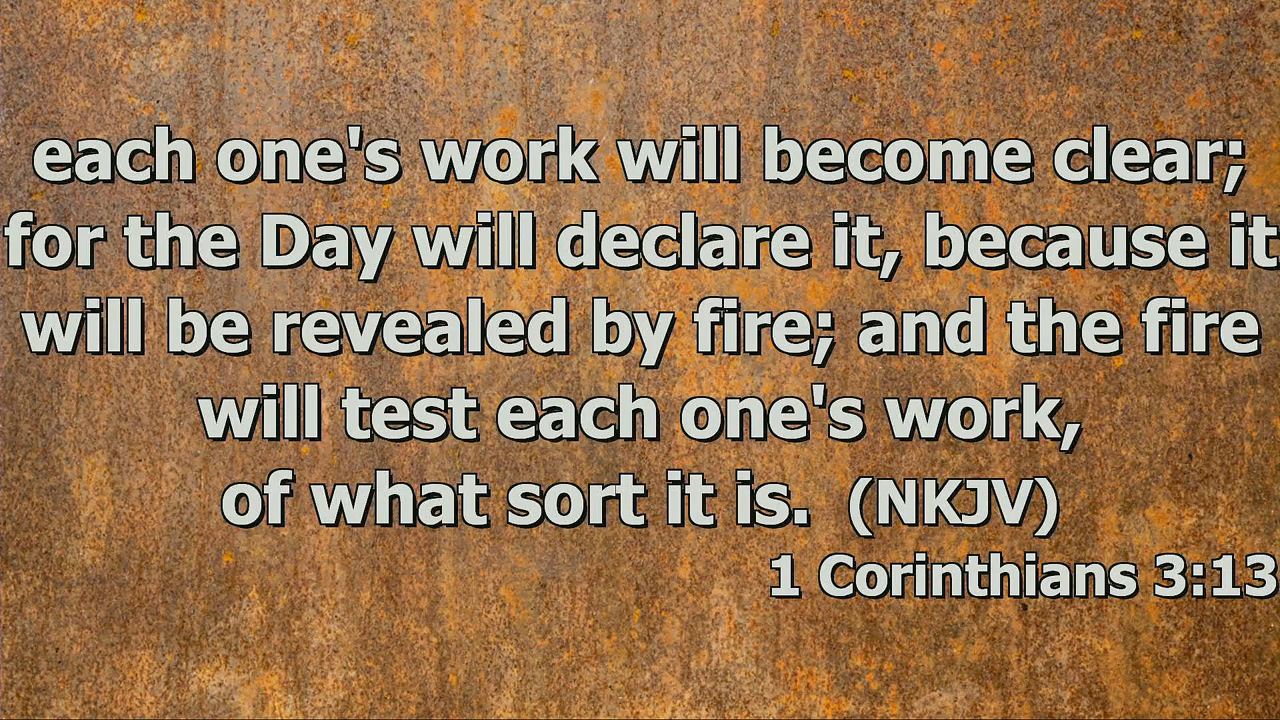 each one's work will become clear;
for the Day will declare it, because it
will be revealed by fire; and the fire
will test each one's work,
of what sort it is.  (NKJV)
1 Corinthians 3:13